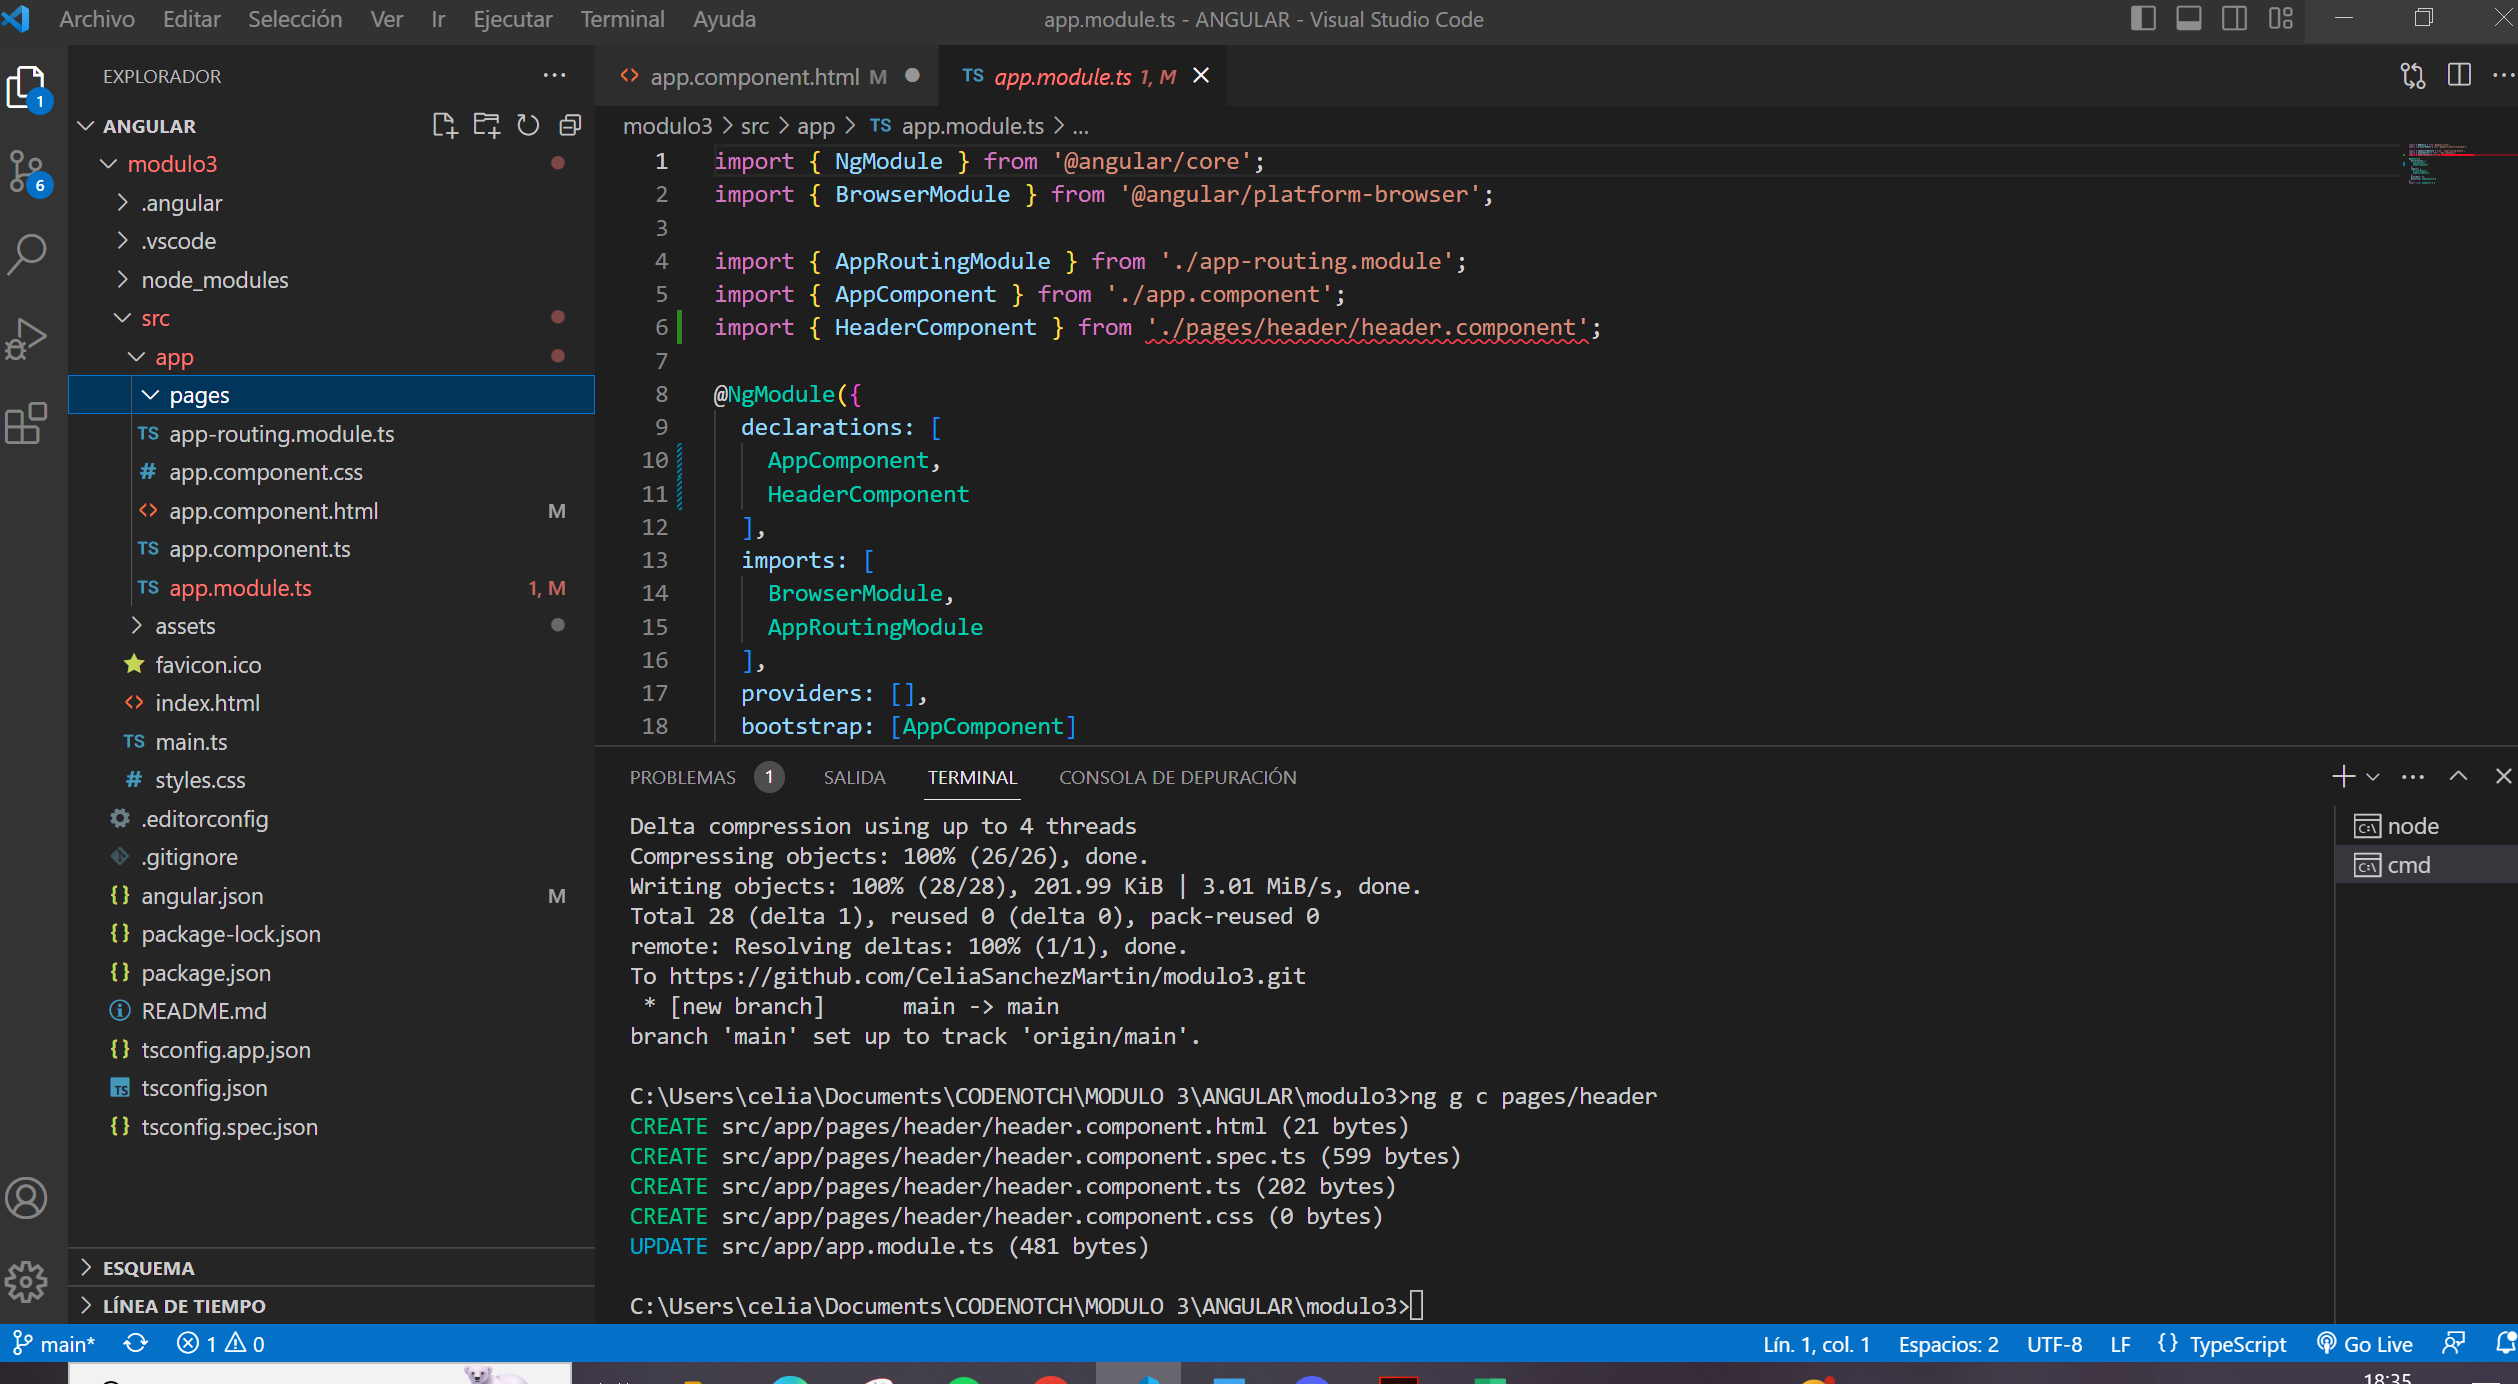 Archivo Editar Selección Ver Ir Ejecutar Terminal Ayuda
app.module.ts - ANGULAR - Visual Studio Code
EXPLORADOR
ANGULAR
modulo3
.angular
.vscode
node_modules
src
app
pages
TS app-routing.module.ts
# app.component.css
<> app.component.html M
TS app.component.ts
TS app.module.ts 1, M
assets
favicon.ico
<> index.html
TS main.ts
# styles.css
.editorconfig
.gitignore
{} angular.json M
{} package-lock.json
{} package.json
README.md
{} tsconfig.app.json
TS tsconfig.json
{} tsconfig.spec.json
ESQUEMA
LÍNEA DE TIEMPO
1
6
<> app.component.html M
TS app.module.ts 1, M
modulo3 > src > app > TS app.module.ts > ...
1 import { NgModule } from '@angular/core';
2 import { BrowserModule } from '@angular/platform-browser';
3
4 import { AppRoutingModule } from './app-routing.module';
5 import { AppComponent } from './app.component';
6 import { HeaderComponent } from './pages/header/header.component';
7
8 @NgModule({
9 declarations: [
10 AppComponent,
11 HeaderComponent
12 ],
13 imports: [
14 BrowserModule,
15 AppRoutingModule
16 ],
17 providers: [],
18 bootstrap: [AppComponent]
PROBLEMAS 1 SALIDA TERMINAL CONSOLA DE DEPURACIÓN
Delta compression using up to 4 threads
Compressing objects: 100% (26/26), done.
Writing objects: 100% (28/28), 201.99 KiB | 3.01 MiB/s, done.
Total 28 (delta 1), reused 0 (delta 0), pack-reused 0
remote: Resolving deltas: 100% (1/1), done.
To https://github.com/CeliaSanchezMartin/modulo3.git
* [new branch] main -> main
branch 'main' set up to track 'origin/main'.
C:\Users\celia\Documents\CODENOTCH\MODULO 3\ANGULAR\modulo3>ng g c pages/header
CREATE src/app/pages/header/header.component.html (21 bytes)
CREATE src/app/pages/header/header.component.spec.ts (599 bytes)
CREATE src/app/pages/header/header.component.ts (202 bytes)
CREATE src/app/pages/header/header.component.css (0 bytes)
UPDATE src/app/app.module.ts (481 bytes)
C:\Users\celia\Documents\CODENOTCH\MODULO 3\ANGULAR\modulo3>
node
cmd
main* 1 0
Lín. 1, col. 1 Espacios: 2 UTF-8 LF {} TypeScript Go Live
18:35